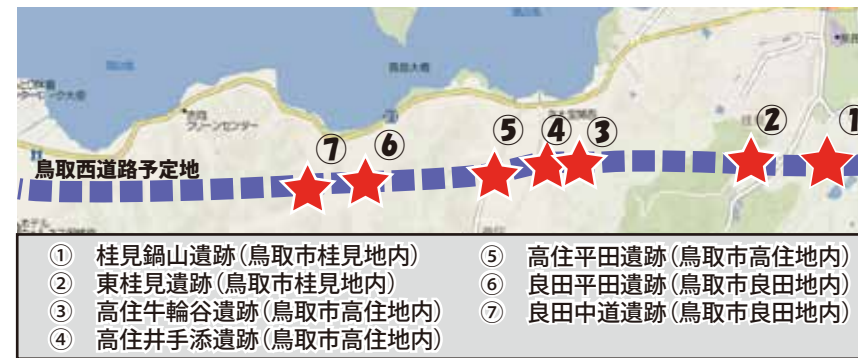 ⑦ ⑥ ⑤ ④ ③ ② ①
鳥取西道路予定地
① 桂見鍋山遺跡(鳥取市桂見地内)
② 東桂見遺跡(鳥取市桂見地内)
③ 高住牛輪谷遺跡(鳥取市高住地内)
④ 高住井手添遺跡(鳥取市高住地内)
⑤ 高住平田遺跡(鳥取市高住地内)
⑥ 良田平田遺跡(鳥取市良田地内)
⑦ 良田中道遺跡(鳥取市良田地内)